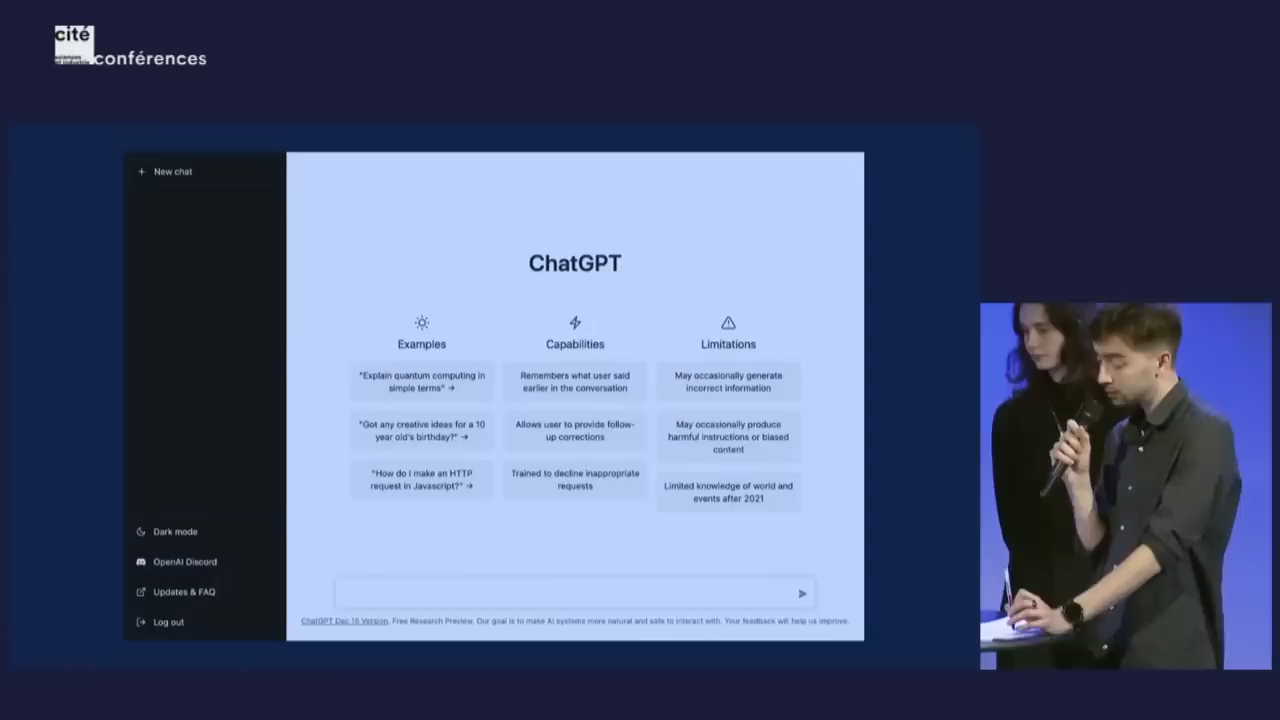 cité
sciences
et industrie
conférences
+ New chat
ChatGPT
Examples
Capabilities
Limitations
"Explain quantum computing in
simple terms" →
Remembers what user said
earlier in the conversation
May occasionally generate
incorrect information
"Got any creative ideas for a 10
year old's birthday?" →
Allows user to provide follow-
up corrections
May occasionally produce
harmful instructions or biased
content
"How do I make an HTTP
request in Javascript?" →
Trained to decline inappropriate
requests
Limited knowledge of world and
events after 2021
Dark mode
OpenAI Discord
Updates & FAQ
Log out
ChatGPT Dec 15 Version. Free Research Preview. Our goal is to make AI systems more natural and safe to interact with. Your feedback will help us improve.